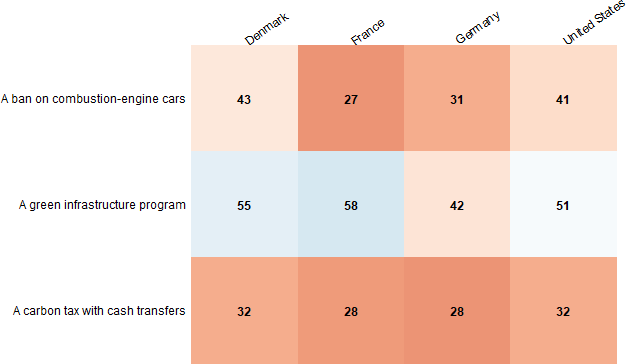 Denmark France Germany United States
A ban on combustion-engine cars 43 27 31 41
A green infrastructure program 55 58 42 51
A carbon tax with cash transfers 32 28 28 32